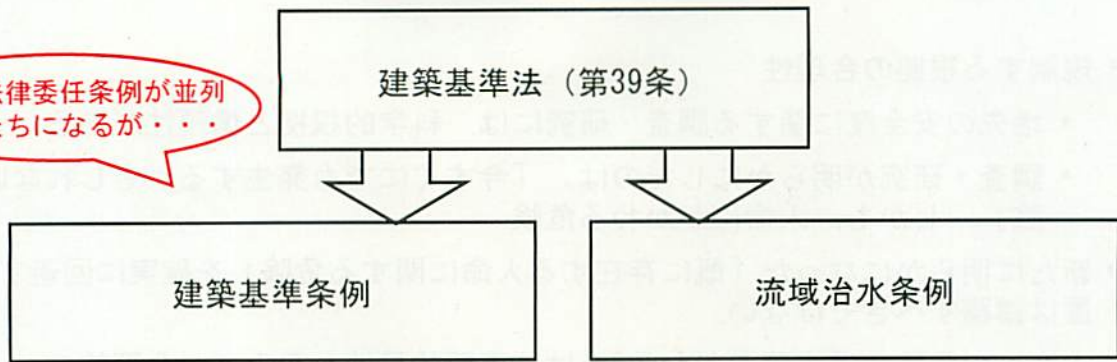 建築基準法（第39条）
法律委任条例が並列
たちになるが・
建築基準条例
流域治水条例